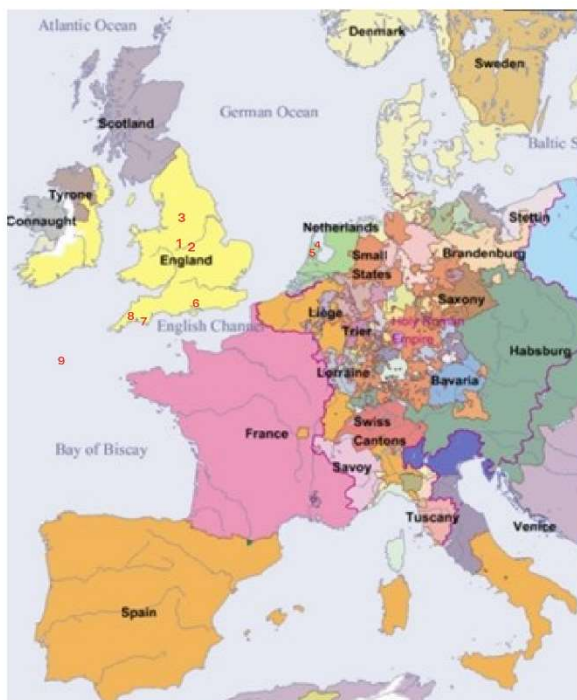 Atlantic Ocean
Denmark
Sweden
German Ocean
Scotland
Baltic S
Tyrone
Connaught
3
1 2
England
Netherlands
4
5
Small
States
Stettin
Brandenburg
6
8 7
English Channel
Liège
Saxony
Trier
Holy Roman
Empire
Habsburg
9
Lorraine
Bavaria
France
Swiss
Cantons
Bay of Biscay
Savoy
Tuscany
Venice
Spain